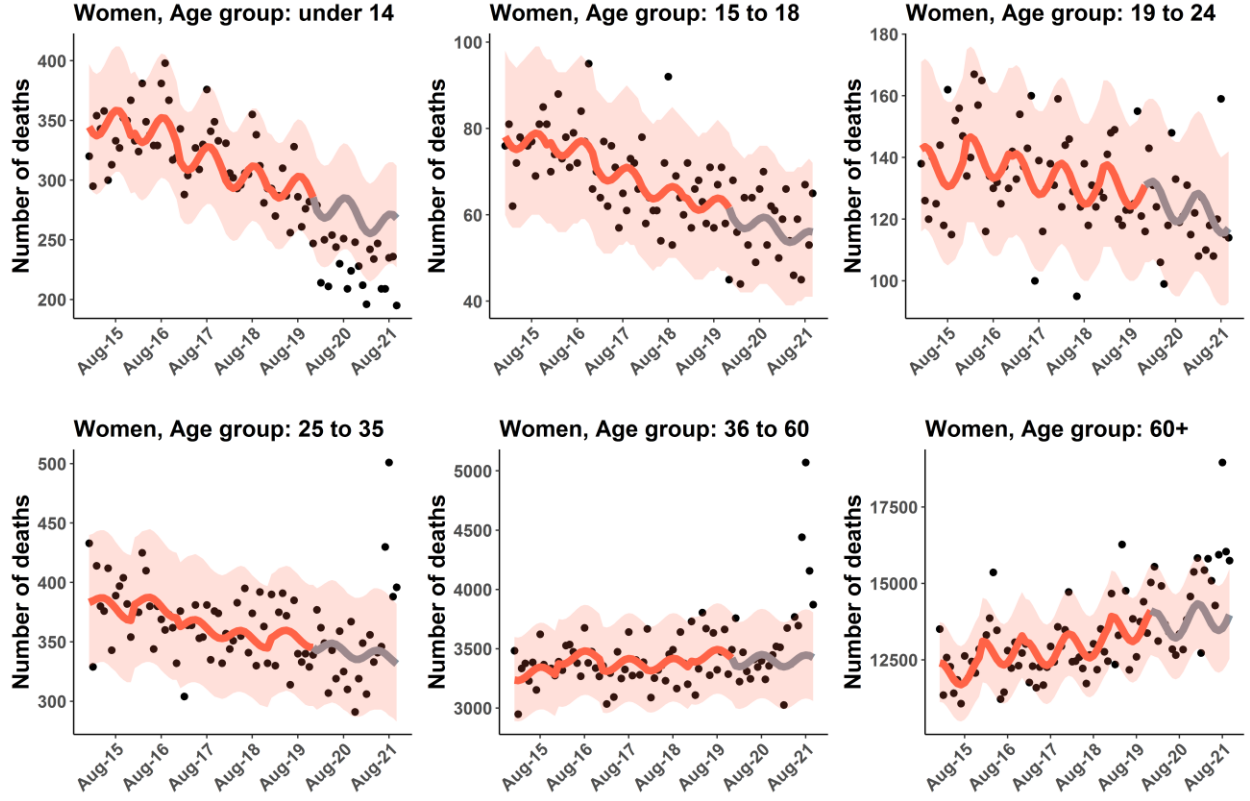 Women, Age group: under 14
Number of deaths
400
350
300
250
200
Aug-15
Aug-16
Aug-17
Aug-18
Aug-19
Aug-20
Aug-21
Women, Age group: 15 to 18
Number of deaths
100
80
60
40
Aug-15
Aug-16
Aug-17
Aug-18
Aug-19
Aug-20
Aug-21
Women, Age group: 19 to 24
Number of deaths
180
160
140
120
100
Aug-15
Aug-16
Aug-17
Aug-18
Aug-19
Aug-20
Aug-21
Women, Age group: 25 to 35
Number of deaths
500
450
400
350
300
Aug-15
Aug-16
Aug-17
Aug-18
Aug-19
Aug-20
Aug-21
Women, Age group: 36 to 60
Number of deaths
5000
4500
4000
3500
3000
Aug-15
Aug-16
Aug-17
Aug-18
Aug-19
Aug-20
Aug-21
Women, Age group: 60+
Number of deaths
17500
15000
12500
Aug-15
Aug-16
Aug-17
Aug-18
Aug-19
Aug-20
Aug-21